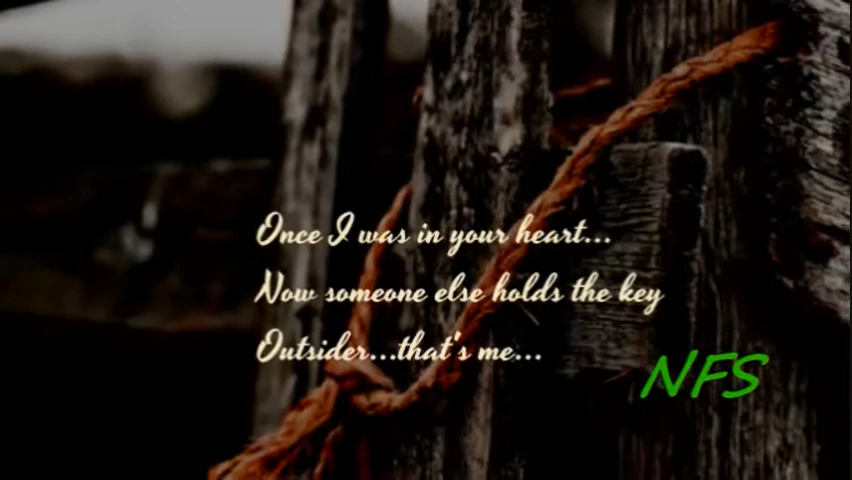 Once I was in your heart...
Now someone else holds the key
Outsider...that's me...
NFS